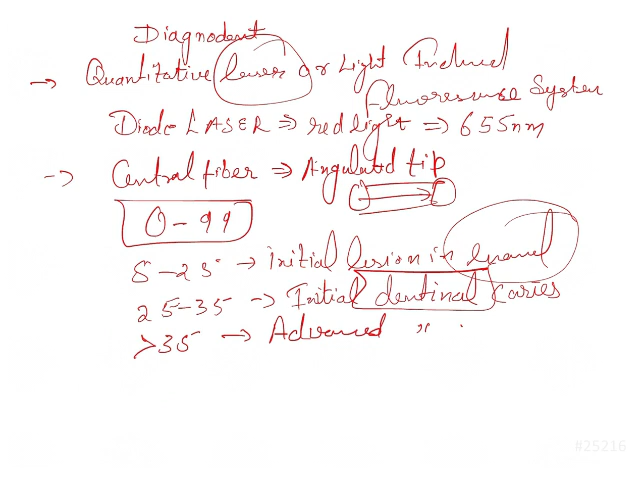 Diagnodent
→ Quantitative laser or Light Induced
Fluorescence System
Diode LASER ⇒ red light ⇒ 655nm
→ Central fiber ⇒ Angulated tip
0-99
5-25 → Initial lesion in enamel
25-35 → Initial dentinal caries
>35 → Advanced " .
#25216